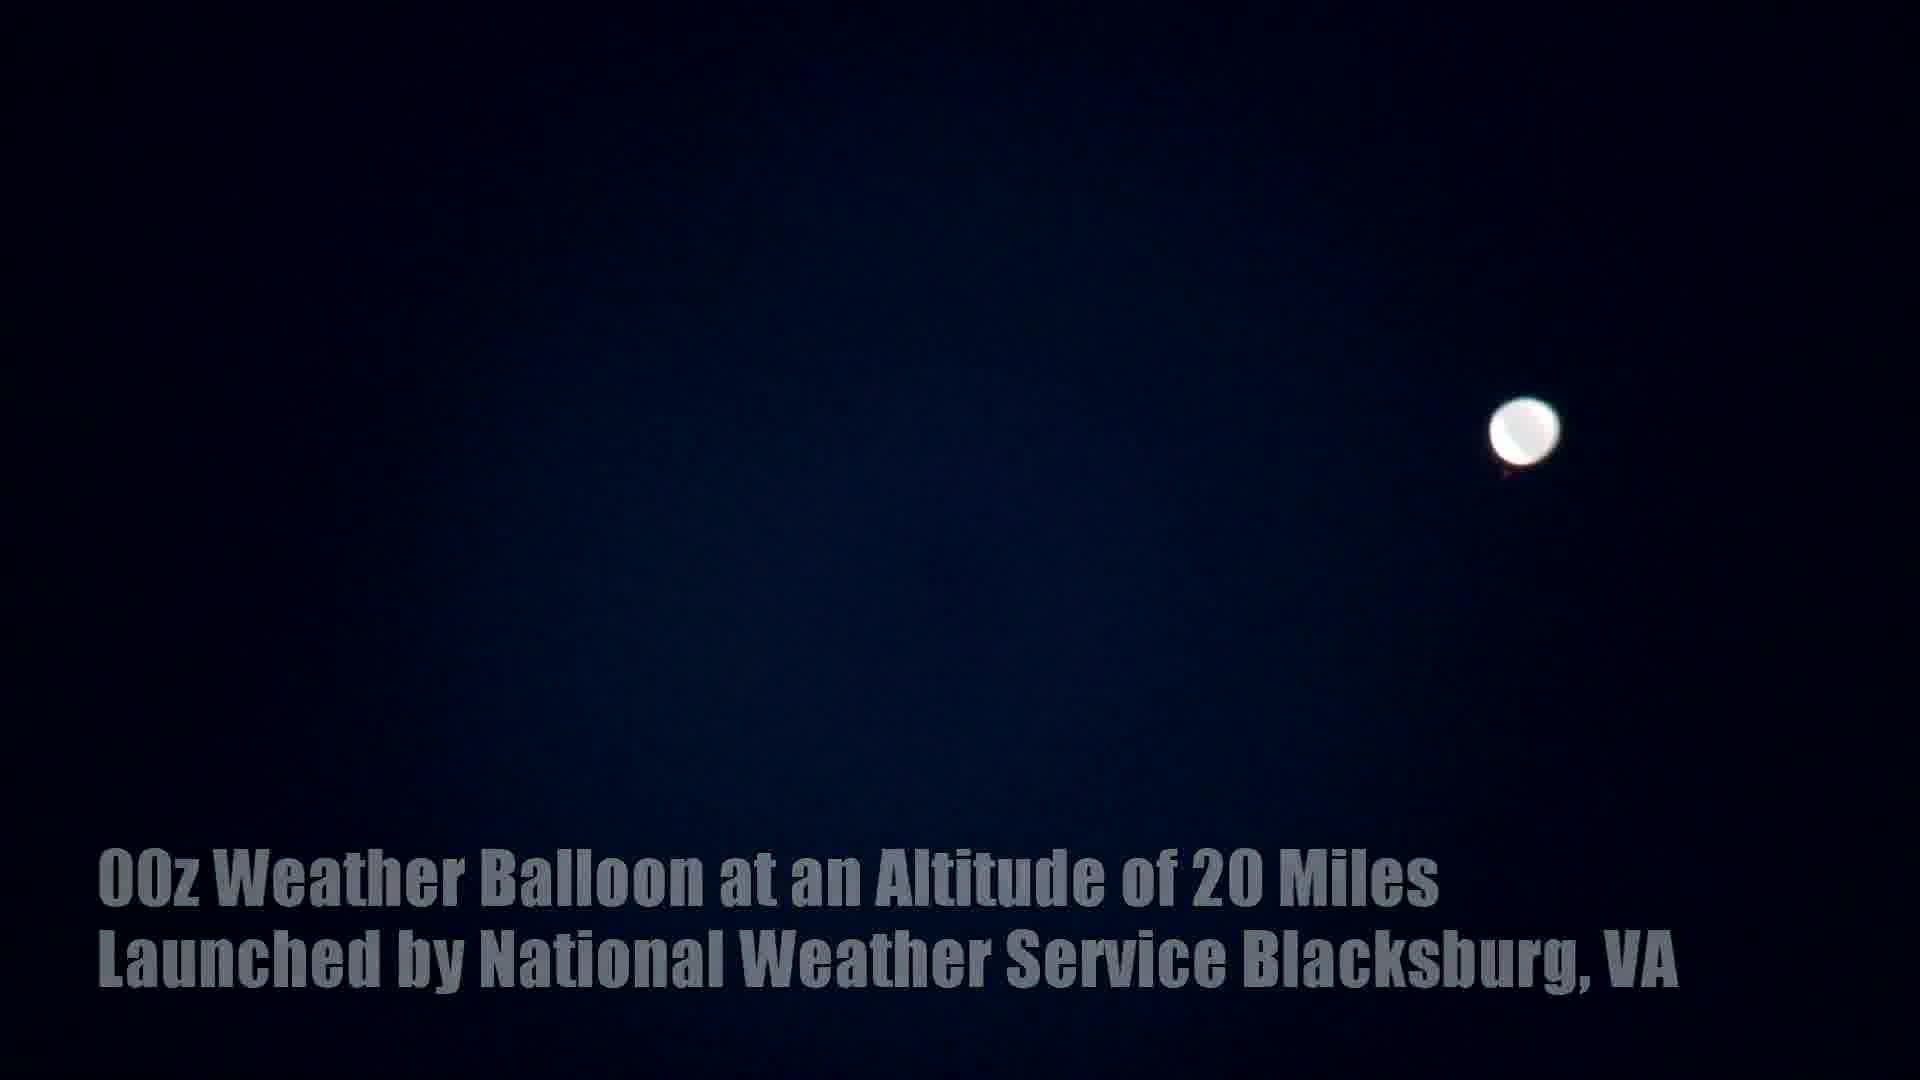 00z Weather Balloon at an Altitude of 20 Miles
Launched by National Weather Service Blacksburg, VA